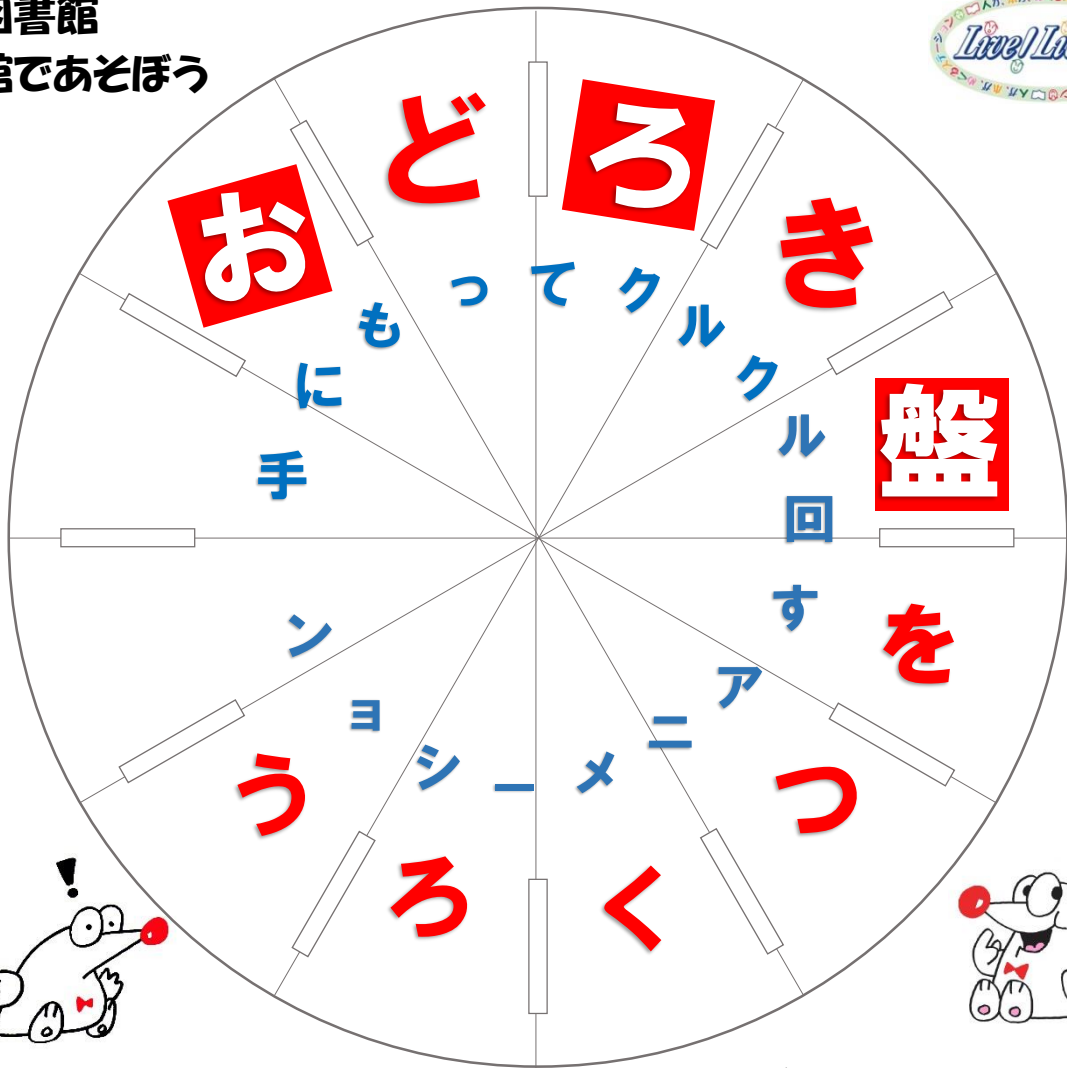 図書館
館であそぼう
Live! Li
おどろき盤
をつくろう
手にもってクルクル回す
アニメーション
!